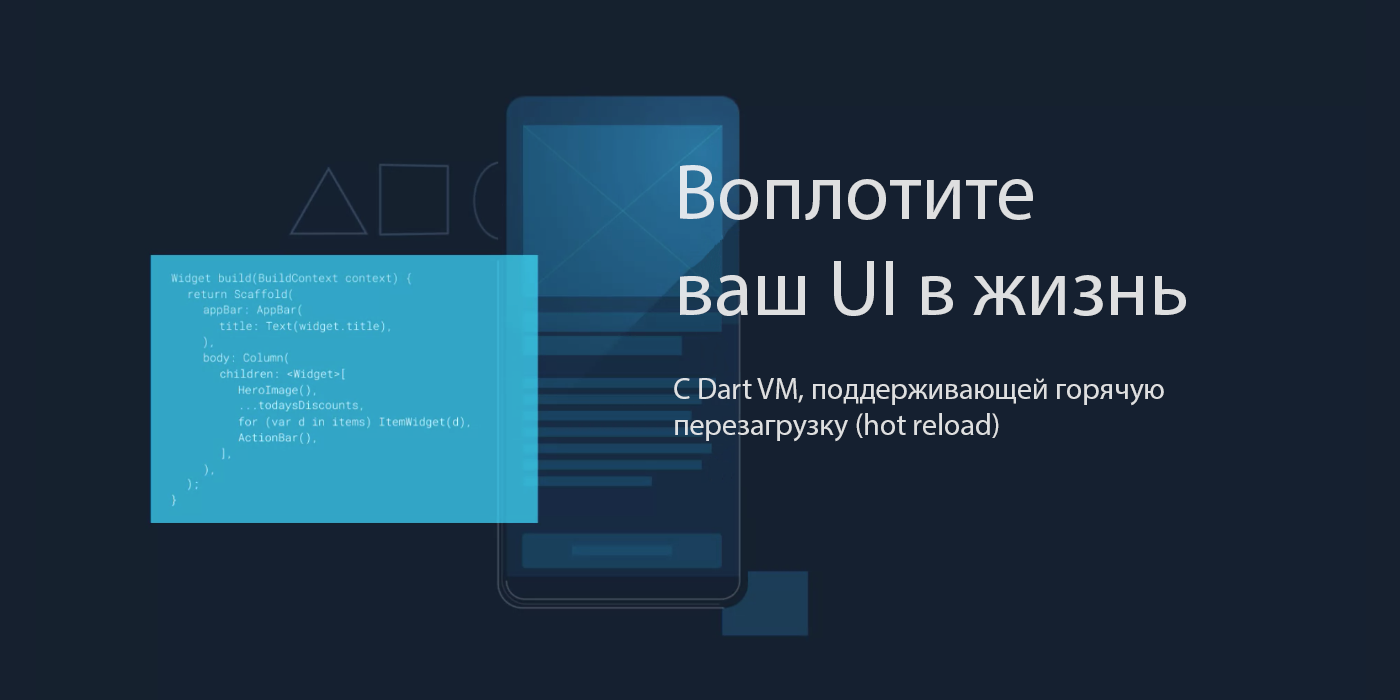 Воплотите
ваш UI в жизнь
С Dart VM, поддерживающей горячую
перезагрузку (hot reload)
Widget build(BuildContext context) {
return Scaffold(
appBar: AppBar(
title: Text(widget.title),
),
body: Column(
children: <Widget>[
HeroImage(),
...todaysDiscounts,
for (var d in items) ItemWidget(d),
ActionBar(),
],
),
);
}